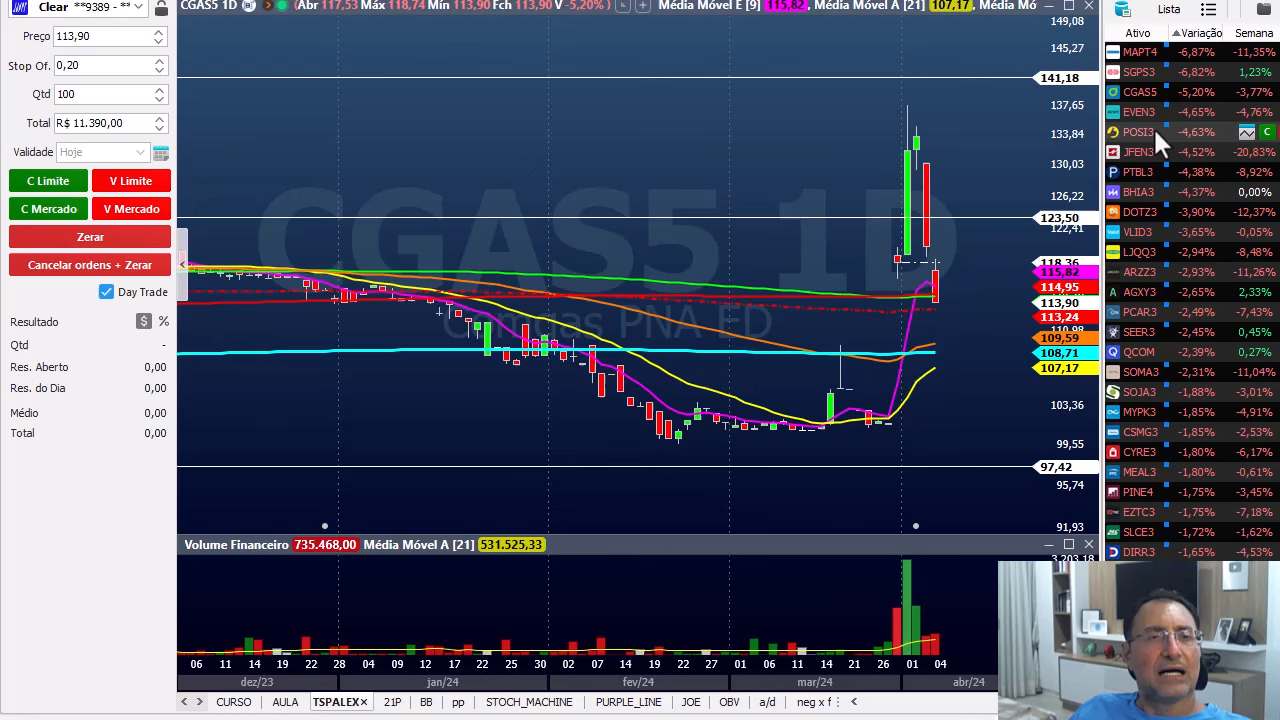 Clear **9389 - **
Preço 113,90
Stop Of. 0,20
Qtd 100
Total R$ 11.390,00
Validade Hoje
C Limite V Limite
C Mercado V Mercado
Zerar
Cancelar ordens + Zerar
Day Trade
Resultado $ %
Qtd -
Res. Aberto 0,00
Res. do Dia 0,00
Médio 0,00
Total 0,00
CGAS5 1D (Abr 117,53 Máx 118,74 Mín 113,90 Fch 113,90 V -5,20%) Média Móvel E [9] 115,82, Média Móvel A [21] 107,17, Média Mó
CGAS5 1D
Comgás PNA ED
149,08
145,27
141,18
137,65
133,84
130,03
126,22
123,50
122,41
118,36
115,82
114,95
113,90
113,24
110,98
109,59
108,71
107,17
103,36
99,55
97,42
95,74
91,93
Volume Financeiro 735.468,00 Média Móvel A [21] 531.525,33
3.203,18
06 11 14 19 22 28 04 09 12 17 22 25 30 02 07 14 19 22 27 01 06 11 14 21 26 01 04
dez/23 jan/24 fev/24 mar/24 abr/24
CURSO AULA TSPALEX× 21P BB pp STOCH_MACHINE PURPLE_LINE JOE OBV a/d neg x f
Lista
Ativo Variação Semana
MAPT4 -6,87% -11,35%
SGPS3 -6,82% 1,23%
CGAS5 -5,20% -3,77%
EVEN3 -4,65% -4,76%
POSI3 -4,63% C
JFEN3 -4,52% -20,83%
PTBL3 -4,38% -8,92%
BHIA3 -4,37% 0,00%
DOTZ3 -3,90% -12,37%
VLID3 -3,65% -0,05%
LJQQ3 -2,94% -8,48%
ARZZ3 -2,93% -11,26%
AGXY3 -2,65% 2,33%
PCAR3 -2,49% -7,43%
SEER3 -2,45% 0,45%
QCOM -2,39% 0,27%
SOMA3 -2,31% -11,04%
SOJA3 -1,88% -3,01%
MYPK3 -1,85% -4,91%
CSMG3 -1,85% -2,53%
CYRE3 -1,80% -6,17%
MEAL3 -1,80% -0,61%
PINE4 -1,75% -3,45%
EZTC3 -1,75% -7,18%
SLCE3 -1,72% -1,62%
DIRR3 -1,65% -4,53%